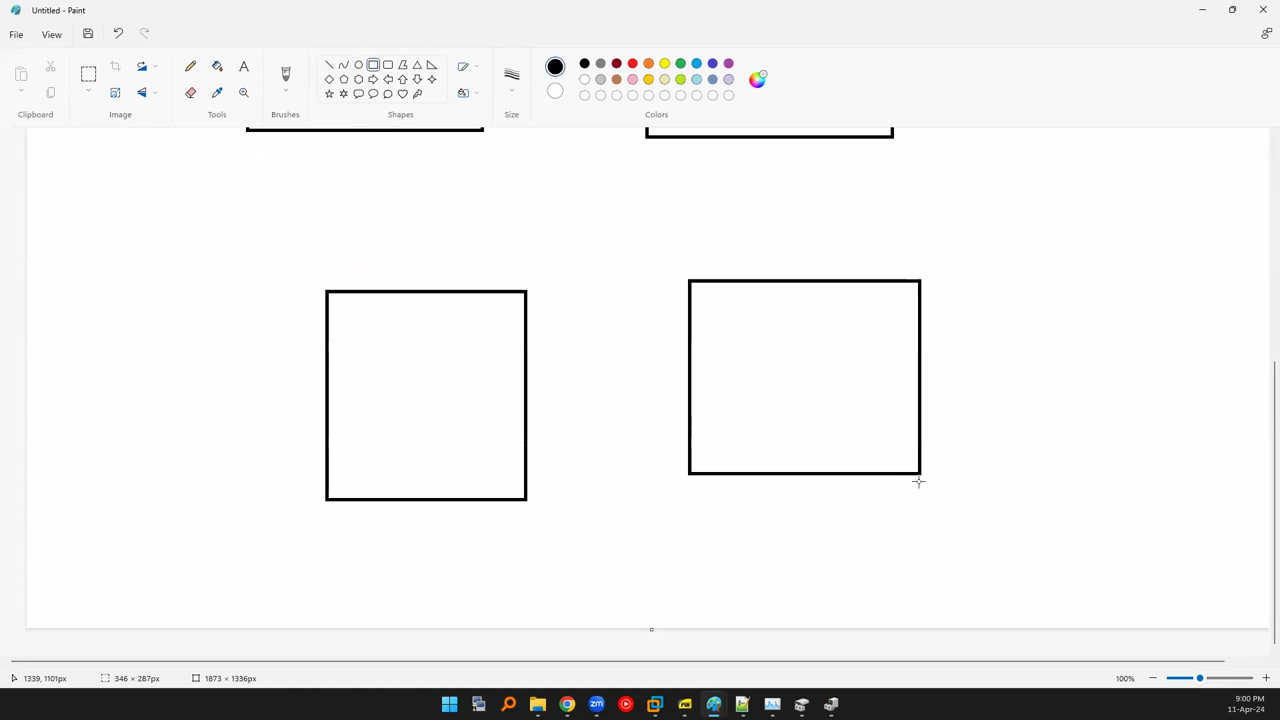 Untitled - Paint
File View
Clipboard Image Tools Brushes Shapes Size Colors
1339, 1101px 346 × 287px 1873 × 1336px 100%
9:00 PM
11-Apr-24